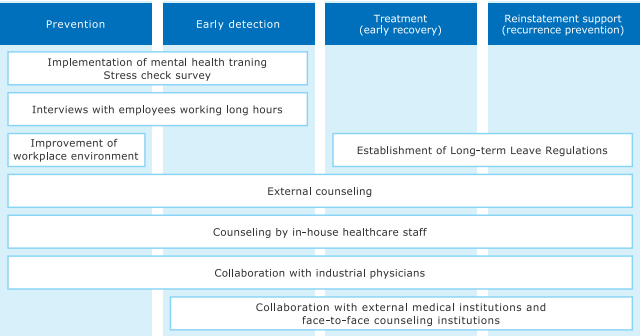 Prevention
Early detection
Treatment
(early recovery)
Reinstatement support
(recurrence prevention)
Implementation of mental health traning
Stress check survey
Interviews with employees working long hours
Improvement of
workplace environment
Establishment of Long-term Leave Regulations
External counseling
Counseling by in-house healthcare staff
Collaboration with industrial physicians
Collaboration with external medical institutions and
face-to-face counseling institutions